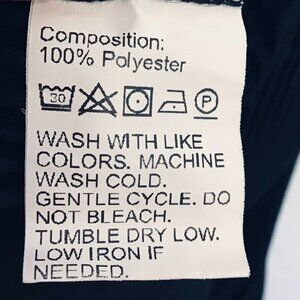 Composition:
100% Polyester
30 P
WASH WITH LIKE
COLORS. MACHINE
WASH COLD.
GENTLE CYCLE. DO
NOT BLEACH.
TUMBLE DRY LOW.
LOW IRON IF
NEEDED.